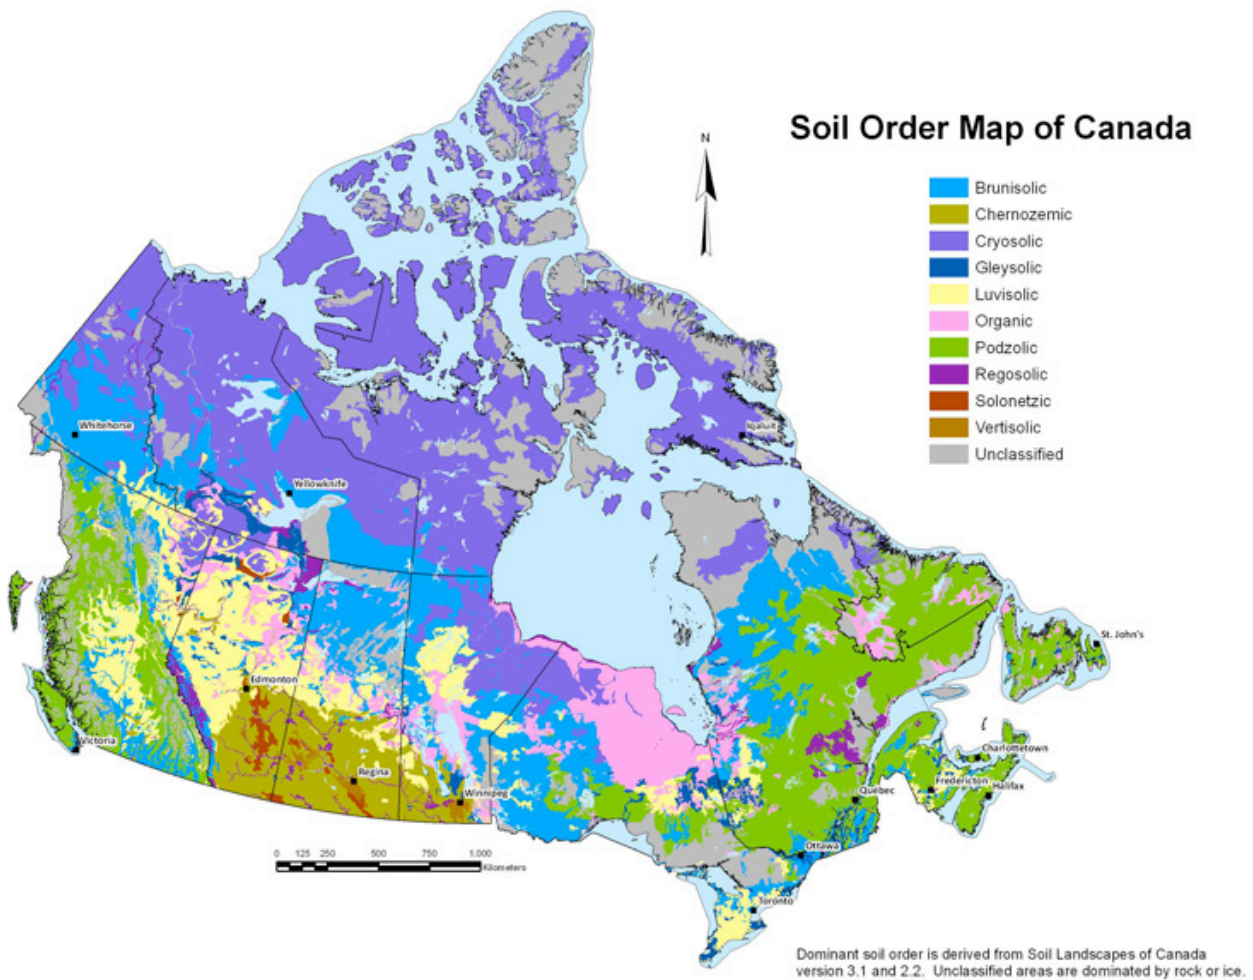 Soil Order Map of Canada
N
Brunisolic
Chernozemic
Cryosolic
Gleysolic
Luvisolic
Organic
Podzolic
Regosolic
Solonetzic
Vertisolic
Unclassified
Whitehorse
Iqaluit
Yellowknife
St. John's
Edmonton
Victoria
Charlottetown
Regina
Fredericton
Halifax
Winnipeg
Québec
Ottawa
0 125 250 500 750 1,000
Kilometers
Toronto
Dominant soil order is derived from Soil Landscapes of Canada
version 3.1 and 2.2. Unclassified areas are dominated by rock or ice.